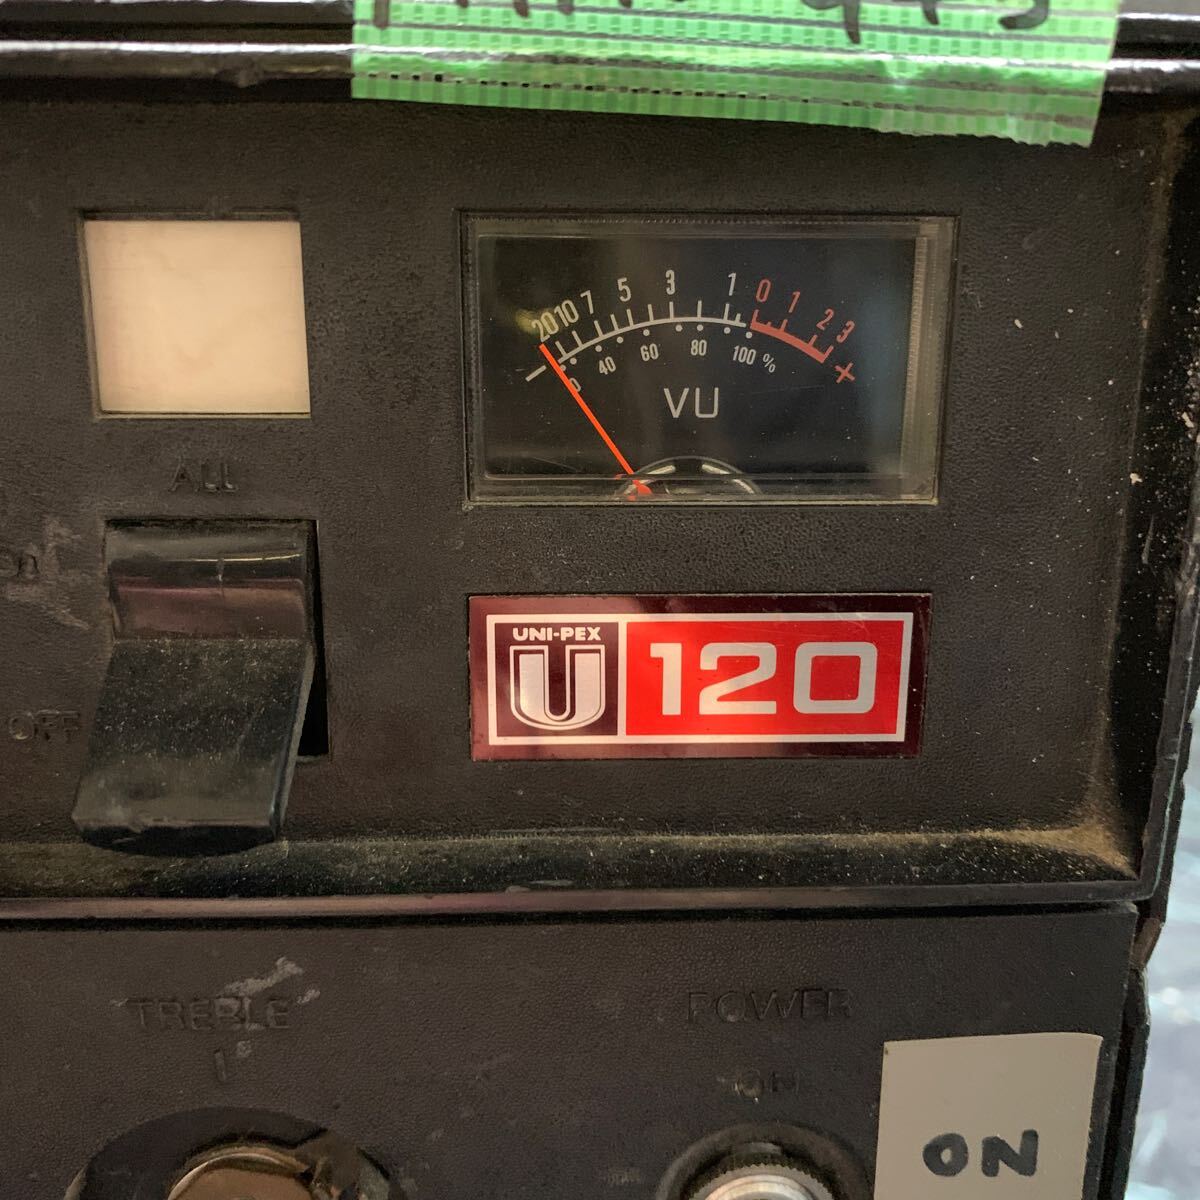 20 10 7 5 3 1 0 1 2 3
− +
0 40 60 80 100 %
VU
ALL
OFF
UNI-PEX
U 120
TREBLE
POWER
ON
ON